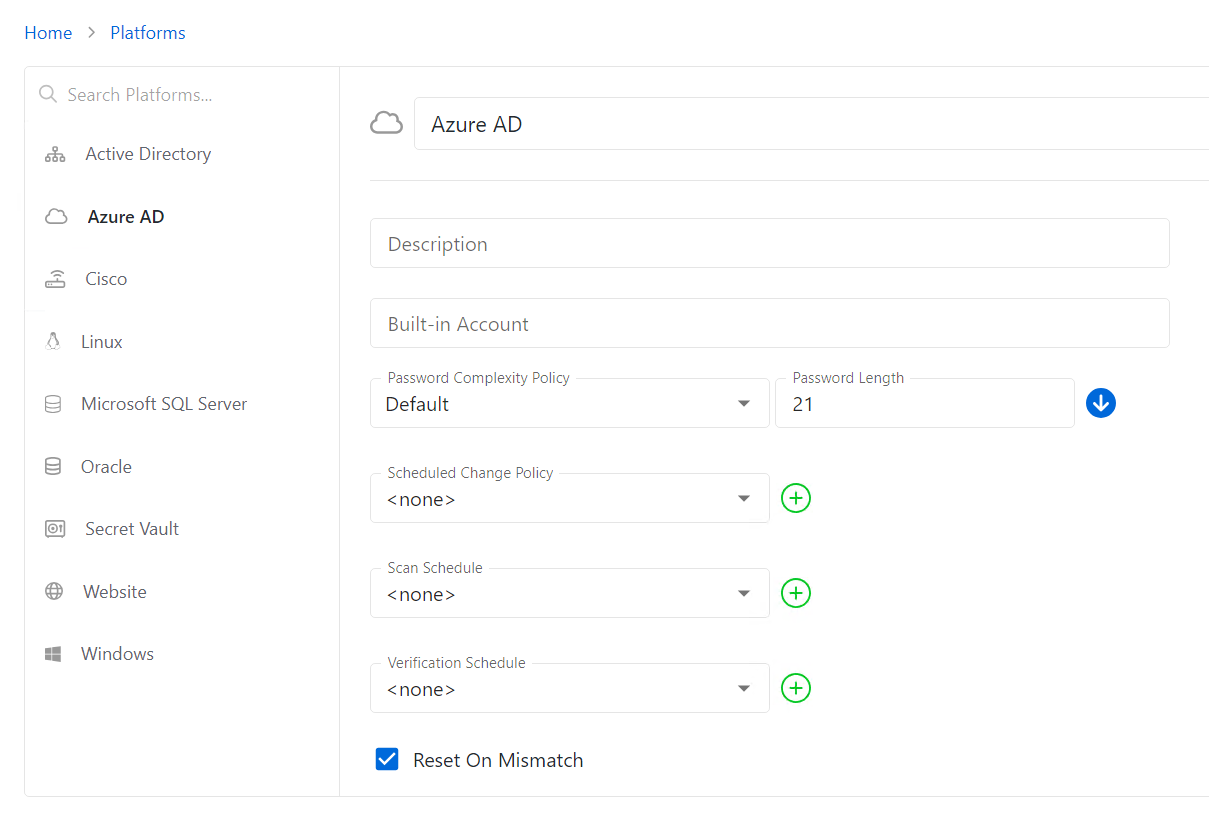 Home > Platforms
Search Platforms...
Active Directory
Azure AD
Cisco
Linux
Microsoft SQL Server
Oracle
Secret Vault
Website
Windows
Azure AD
Description
Built-in Account
Password Complexity Policy
Default
Password Length
21
Scheduled Change Policy
<none>
Scan Schedule
<none>
Verification Schedule
<none>
Reset On Mismatch